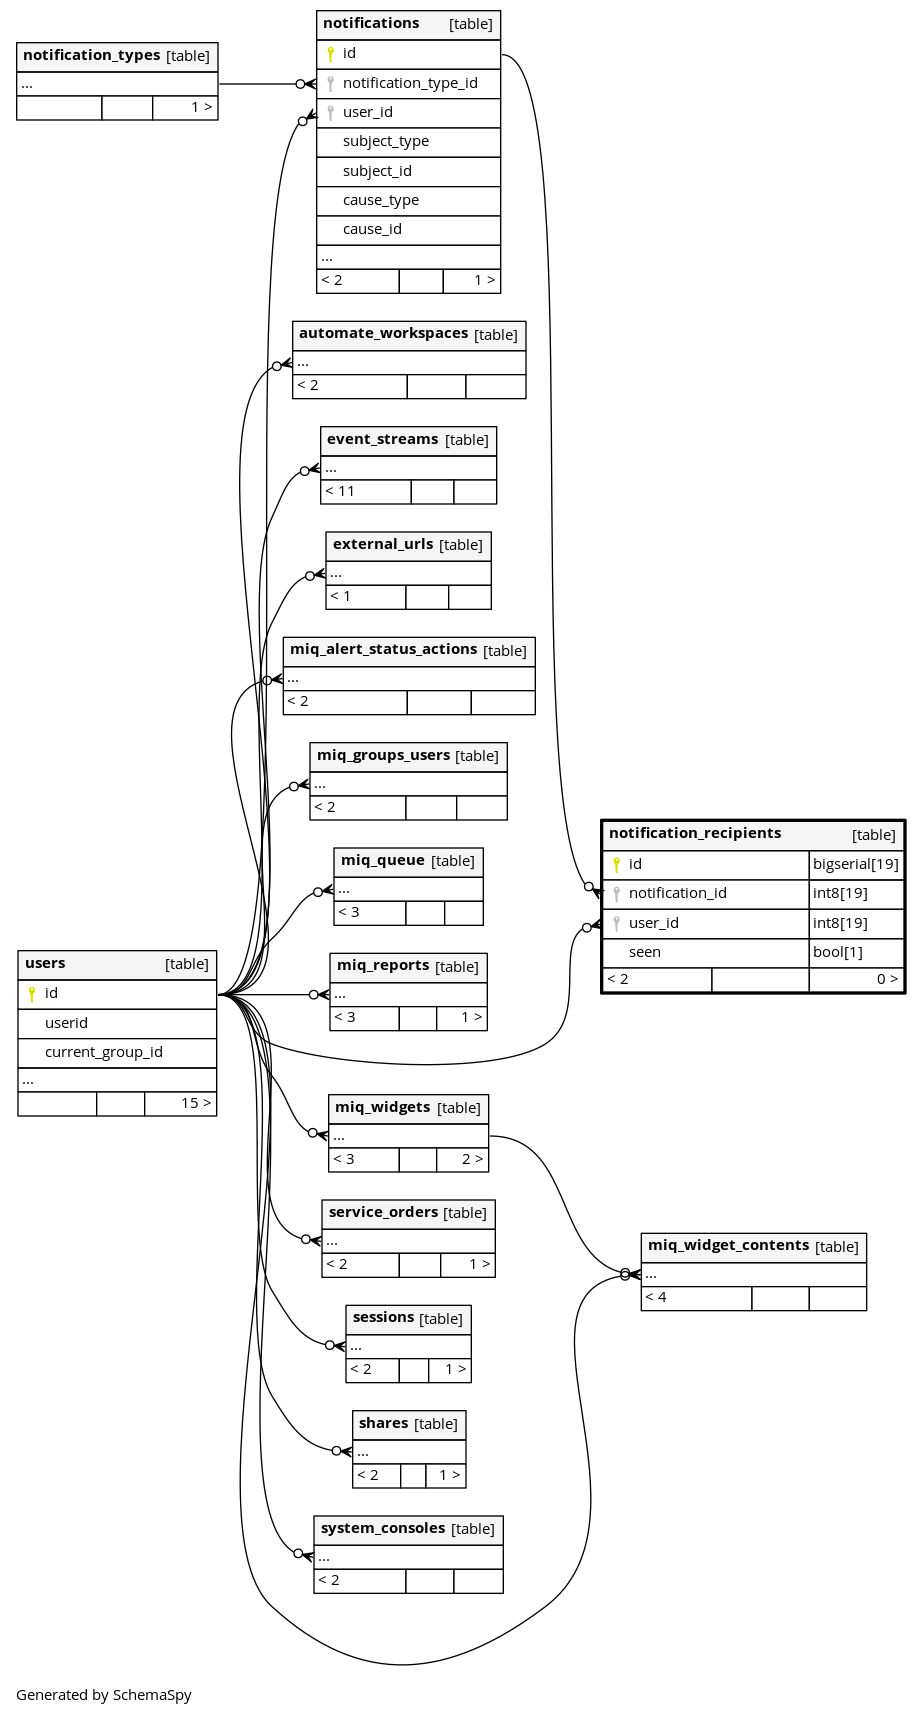 notification_types [table]
...
1 >
notifications [table]
id
notification_type_id
user_id
subject_type
subject_id
cause_type
cause_id
...
< 2 1 >
automate_workspaces [table]
...
< 2
event_streams [table]
...
< 11
external_urls [table]
...
< 1
miq_alert_status_actions [table]
...
< 2
miq_groups_users [table]
...
< 2
miq_queue [table]
...
< 3
miq_reports [table]
...
< 3 1 >
users [table]
id
userid
current_group_id
...
15 >
notification_recipients [table]
id bigserial[19]
notification_id int8[19]
user_id int8[19]
seen bool[1]
< 2 0 >
miq_widgets [table]
...
< 3 2 >
service_orders [table]
...
< 2 1 >
miq_widget_contents [table]
...
< 4
sessions [table]
...
< 2 1 >
shares [table]
...
< 2 1 >
system_consoles [table]
...
< 2
Generated by SchemaSpy